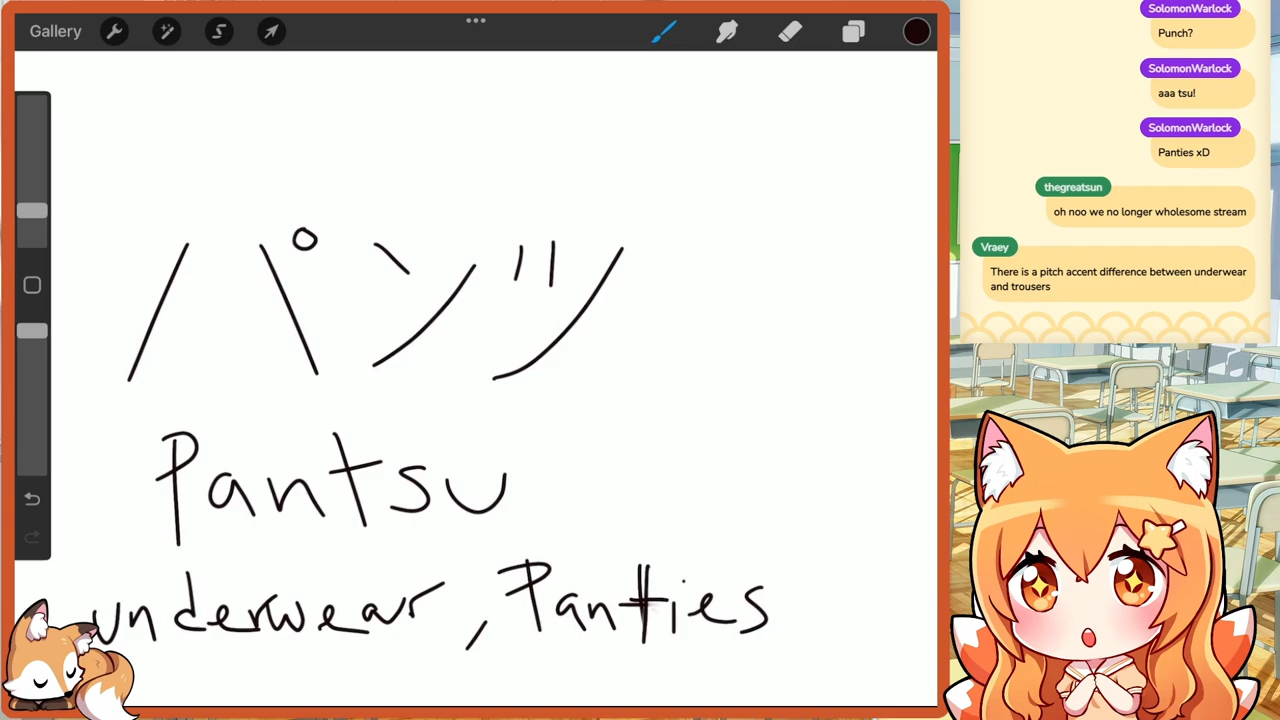 Gallery
パンツ
Pantsu
underwear, Panties
SolomonWarlock
Punch?
SolomonWarlock
aaa tsu!
SolomonWarlock
Panties xD
thegreatsun
oh noo we no longer wholesome stream
Vraey
There is a pitch accent difference between underwear
and trousers